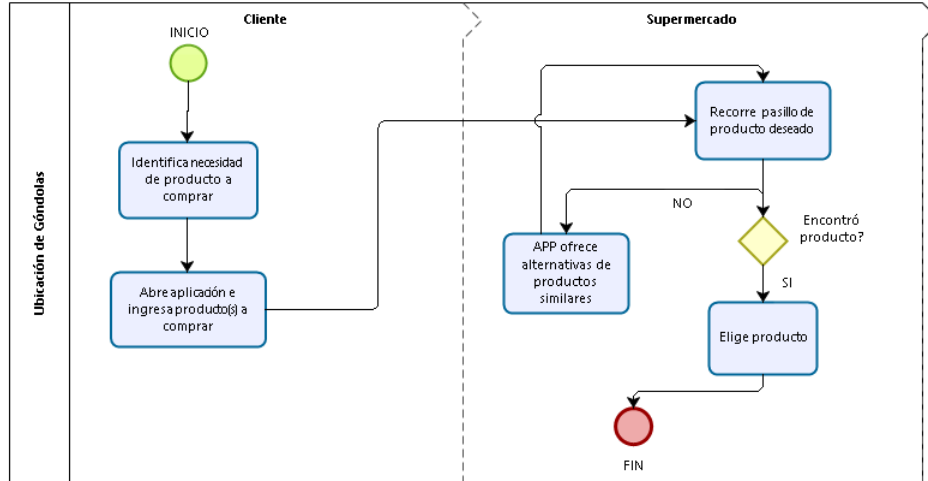 Cliente
Supermercado
Ubicación de Góndolas
INICIO
Identifica necesidad
de producto a
comprar
Abre aplicación e
ingresa producto(s) a
comprar
Recorre pasillo de
producto deseado
NO
Encontró
producto?
APP ofrece
alternativas de
productos
similares
SI
Elige producto
FIN